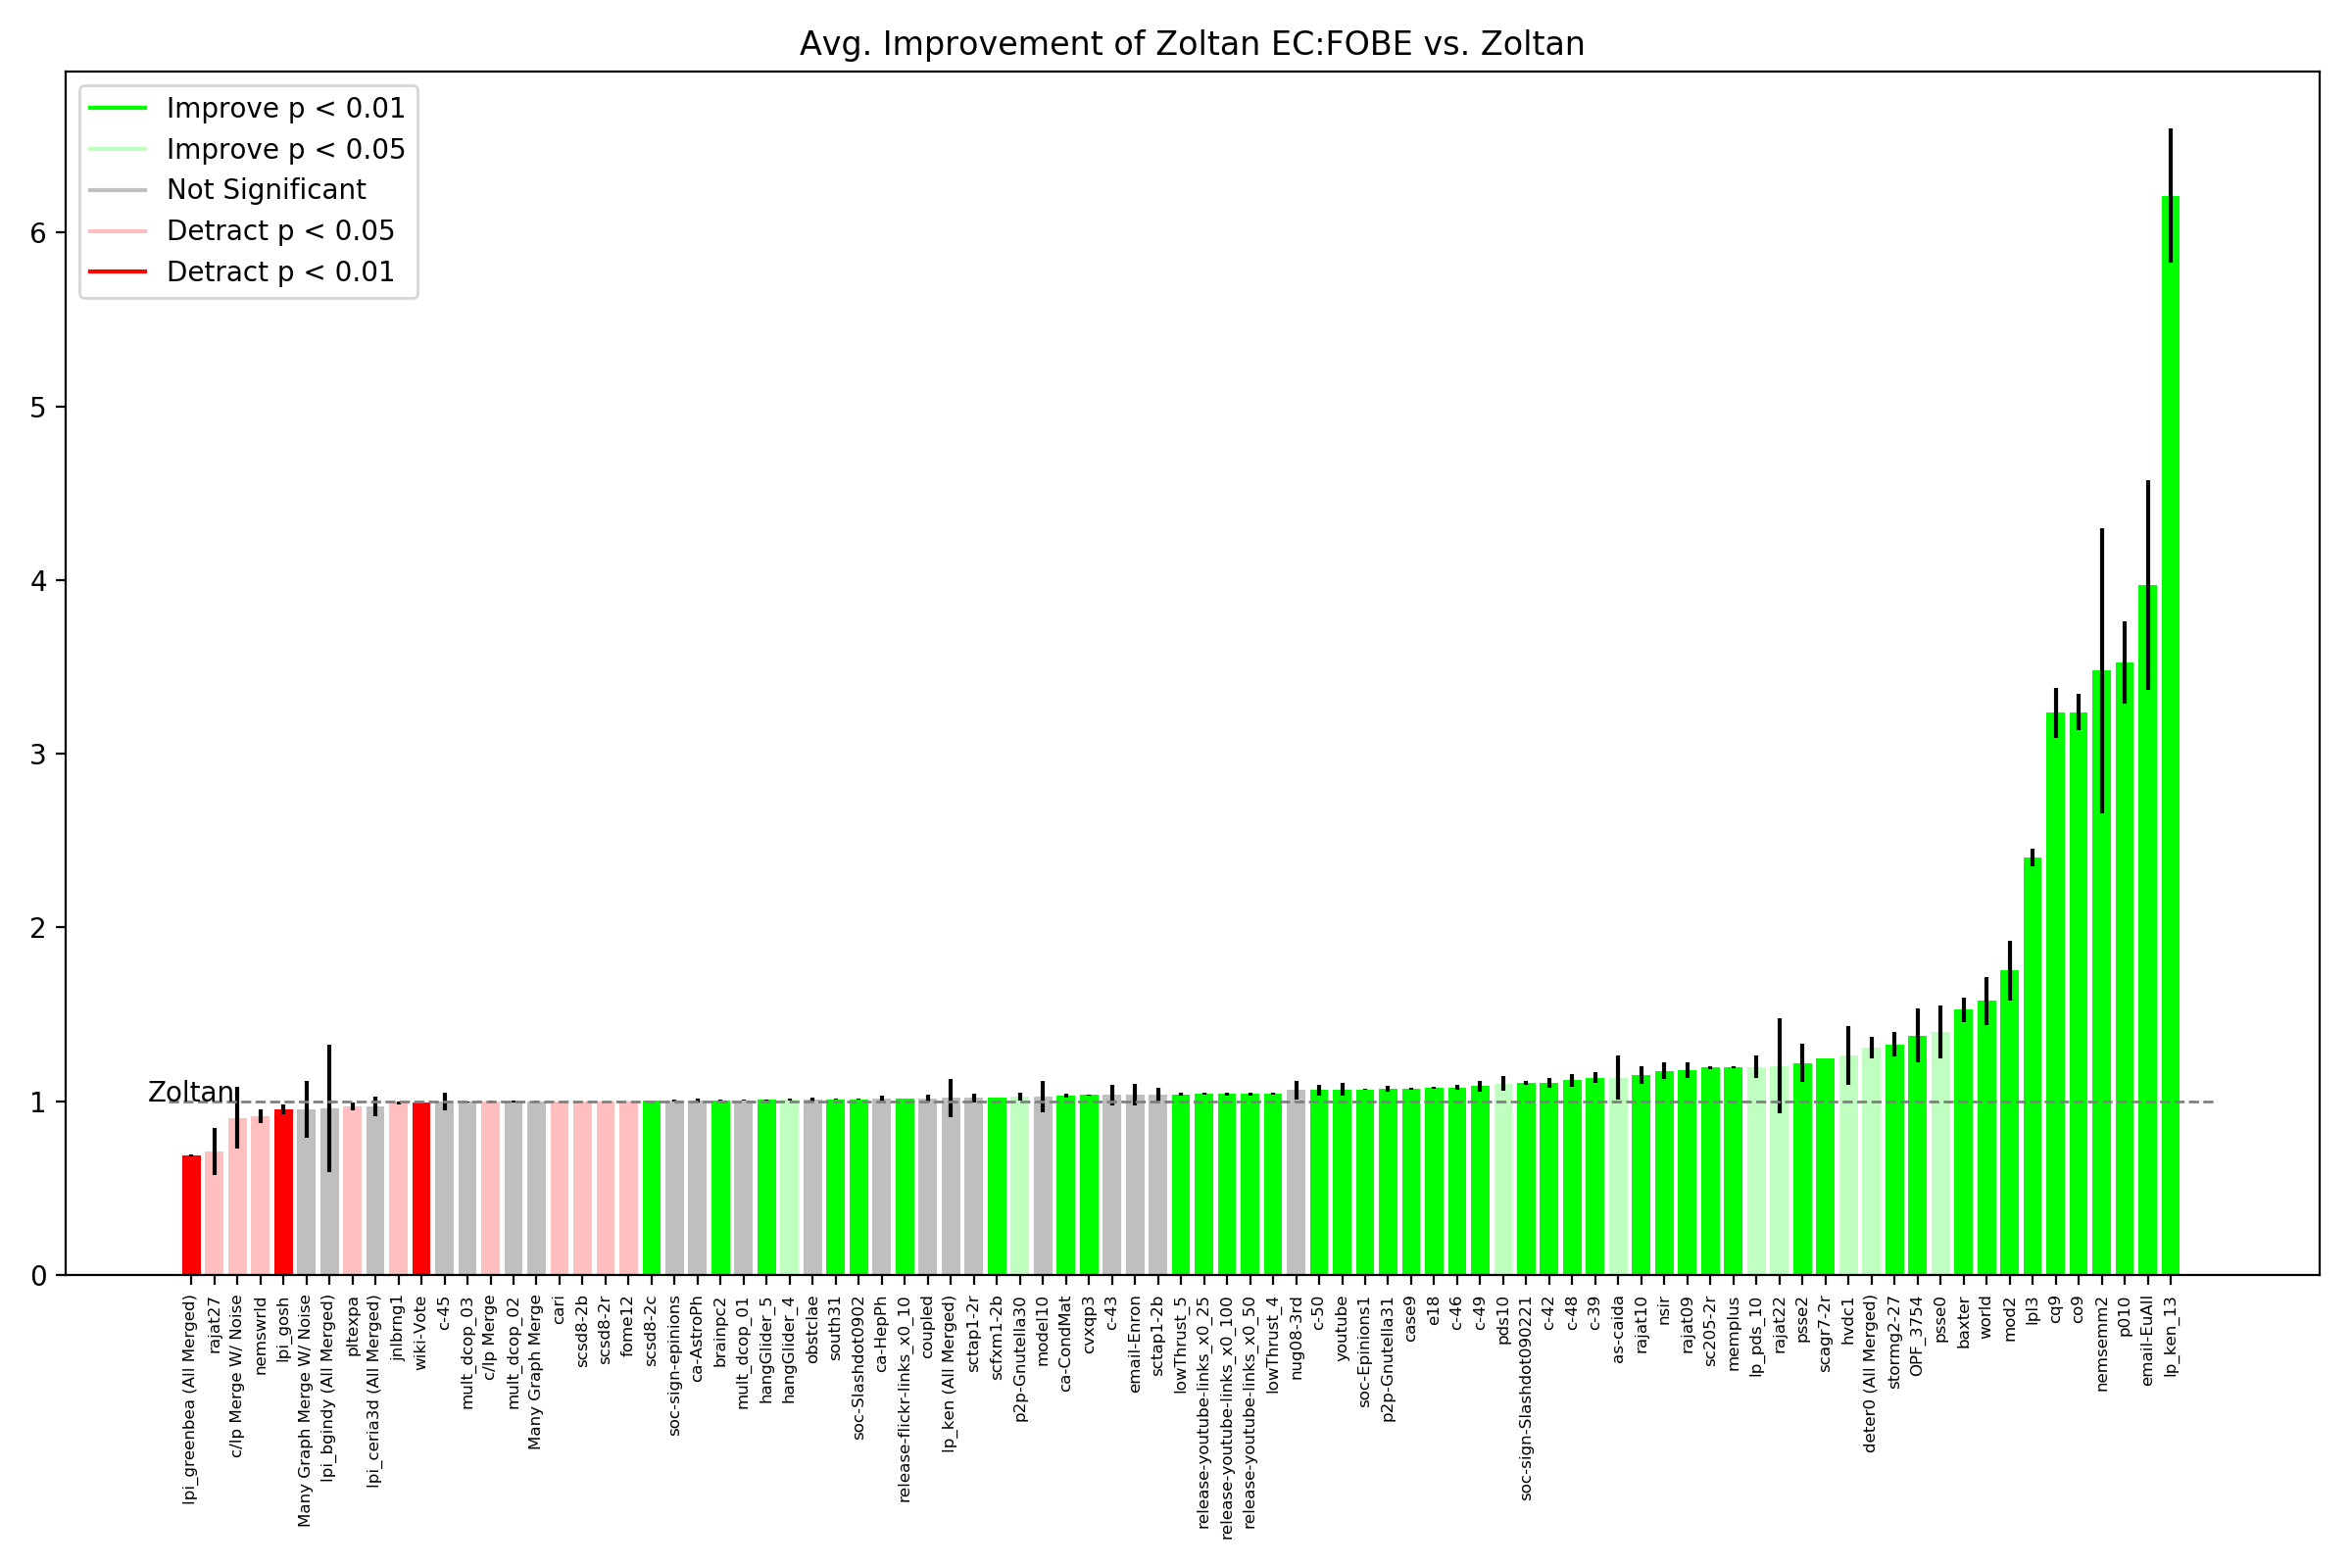 Avg. Improvement of Zoltan EC:FOBE vs. Zoltan
Improve p < 0.01
Improve p < 0.05
Not Significant
Detract p < 0.05
Detract p < 0.01
6
5
4
3
2
1
0
Zoltan
lpi_greenbea (All Merged)
rajat27
c/lp Merge W/ Noise
nemswrld
lpi_gosh
Many Graph Merge W/ Noise
lpi_bgindy (All Merged)
pltexpa
lpi_ceria3d (All Merged)
jnlbrng1
wiki-Vote
c-45
mult_dcop_03
c/lp Merge
mult_dcop_02
Many Graph Merge
cari
scsd8-2b
scsd8-2r
fome12
scsd8-2c
soc-sign-epinions
ca-AstroPh
brainpc2
mult_dcop_01
hangGlider_5
hangGlider_4
obstclae
south31
soc-Slashdot0902
ca-HepPh
release-flickr-links_x0_10
coupled
lp_ken (All Merged)
sctap1-2r
scfxm1-2b
p2p-Gnutella30
model10
ca-CondMat
cvxqp3
c-43
email-Enron
sctap1-2b
lowThrust_5
release-youtube-links_x0_25
release-youtube-links_x0_100
release-youtube-links_x0_50
lowThrust_4
nug08-3rd
c-50
youtube
soc-Epinions1
p2p-Gnutella31
case9
e18
c-46
c-49
pds10
soc-sign-Slashdot090221
c-42
c-48
c-39
as-caida
rajat10
nsir
rajat09
sc205-2r
memplus
lp_pds_10
rajat22
psse2
scagr7-2r
hvdc1
deter0 (All Merged)
stormg2-27
OPF_3754
psse0
baxter
world
mod2
lpl3
cq9
co9
nemsemm2
p010
email-EuAll
lp_ken_13